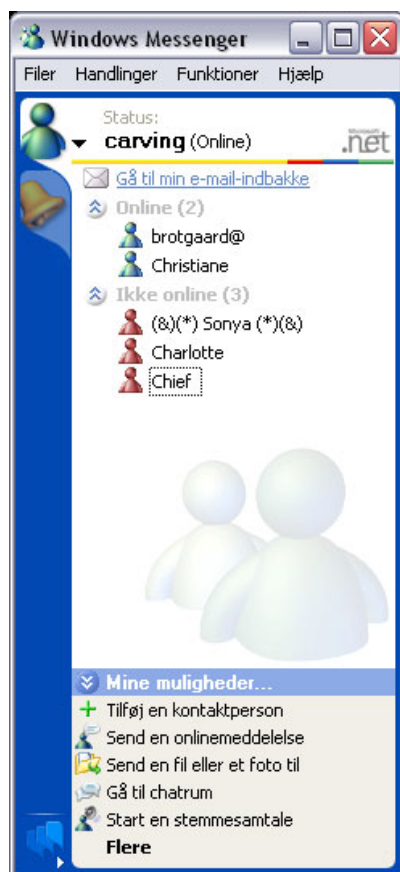 Windows Messenger
Filer Handlinger Funktioner Hjælp
Status:
carving (Online)
Microsoft
.net
Gå til min e-mail-indbakke
Online (2)
brotgaard@
Christiane
Ikke online (3)
(&)(*) Sonya (*)(&)
Charlotte
Chief
Mine muligheder...
Tilføj en kontaktperson
Send en onlinemeddelelse
Send en fil eller et foto til
Gå til chatrum
Start en stemmesamtale
Flere